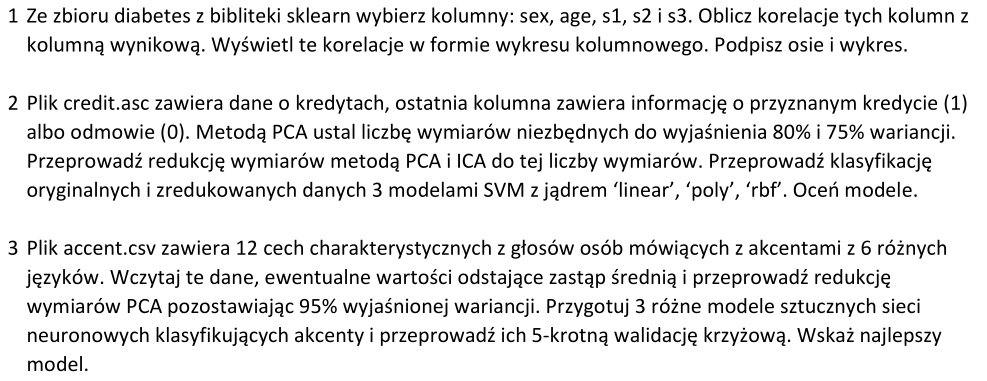 1 Ze zbioru diabetes z bibliteki sklearn wybierz kolumny: sex, age, s1, s2 i s3. Oblicz korelacje tych kolumn z
kolumną wynikową. Wyświetl te korelacje w formie wykresu kolumnowego. Podpisz osie i wykres.
2 Plik credit.asc zawiera dane o kredytach, ostatnia kolumna zawiera informację o przyznanym kredycie (1)
albo odmowie (0). Metodą PCA ustal liczbę wymiarów niezbędnych do wyjaśnienia 80% i 75% wariancji.
Przeprowadź redukcję wymiarów metodą PCA i ICA do tej liczby wymiarów. Przeprowadź klasyfikację
oryginalnych i zredukowanych danych 3 modelami SVM z jądrem ‘linear’, ‘poly’, ‘rbf’. Oceń modele.
3 Plik accent.csv zawiera 12 cech charakterystycznych z głosów osób mówiących z akcentami z 6 różnych
języków. Wczytaj te dane, ewentualne wartości odstające zastąp średnią i przeprowadź redukcję
wymiarów PCA pozostawiając 95% wyjaśnionej wariancji. Przygotuj 3 różne modele sztucznych sieci
neuronowych klasyfikujących akcenty i przeprowadź ich 5-krotną walidację krzyżową. Wskaż najlepszy
model.